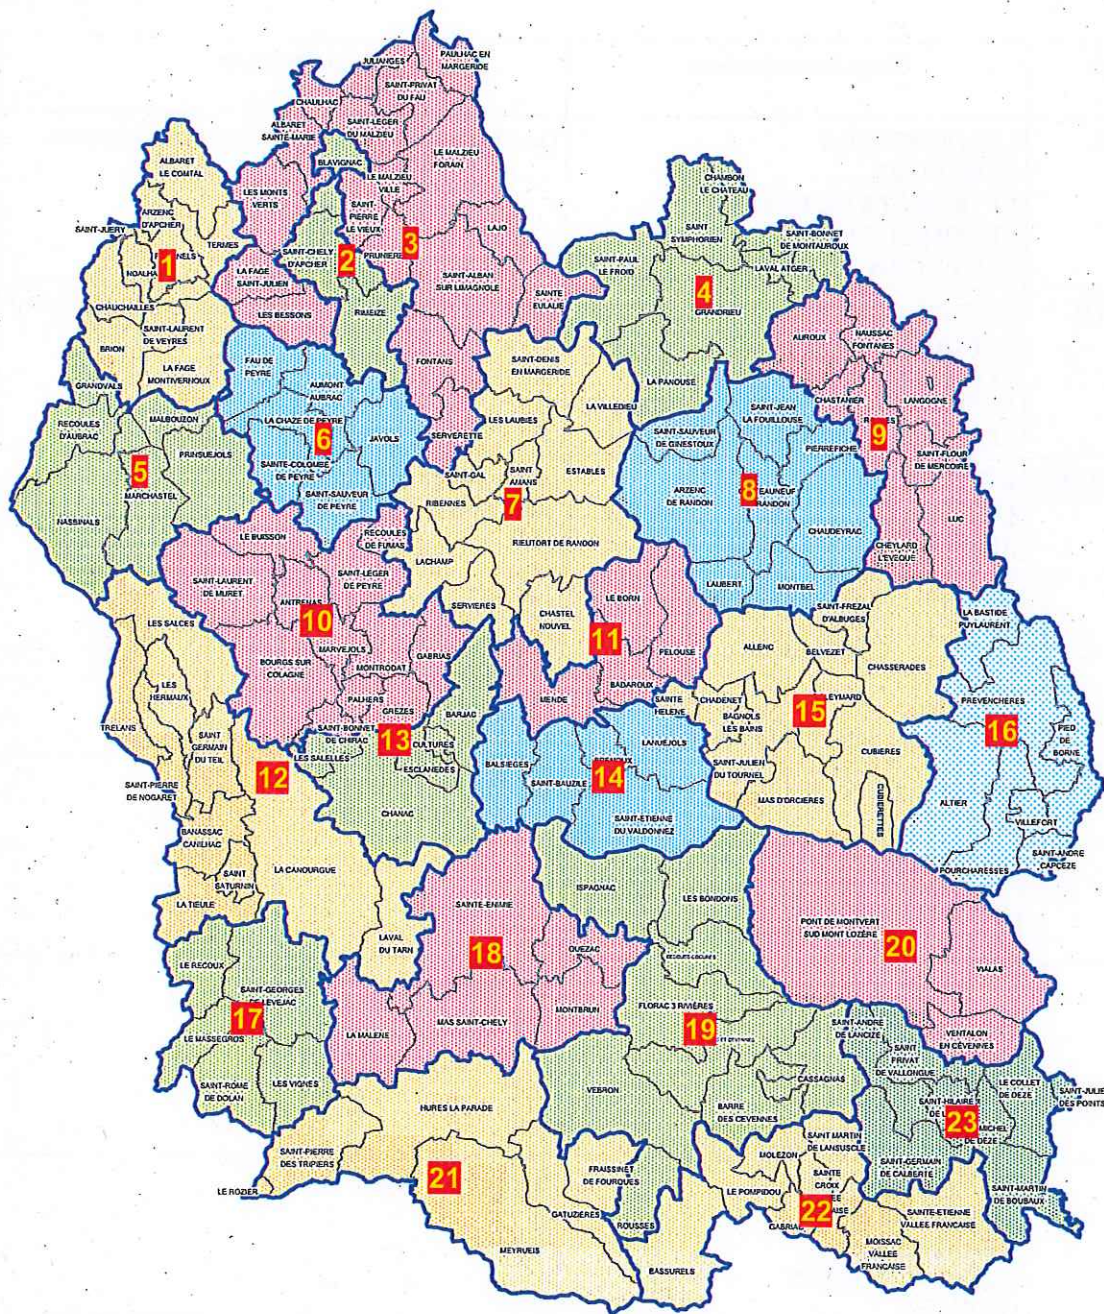 PAULHAC EN
MARGERIDE
JULIANGES
SAINT-PRIVAT
DU FAU
CHAULHAC
ALBARET
SAINTE-MARIE
SAINT-LEGER
DU MALZIEU
BLAVIGNAC
LE MALZIEU
FORAIN
LE MALZIEU
VILLE
ALBARET
LE COMTAL
LES MONTS
VERTS
SAINT-
PIERRE
LE VIEUX
CHAMBON
LE CHATEAU
ARZENC
D'APCHER
SAINT-JUERY
TERMES
SAINT-CHELY
D'APCHER
LAJO
SAINT
SYMPHORIEN
SAINT-BONNET
DE MONTAUROUX
1
2
3
4
LA FAGE
SAINT-JULIEN
SAINT-ALBAN
SUR LIMAGNOLE
SAINTE
EULALIE
SAINT-PAUL
LE FROID
LAVAL ATGER
GRANDRIEU
CHAUCHAILLES
SAINT-LAURENT
DE VEYRES
LES BESSONS
RIMEIZE
AUROUX
NAUSSAC
FONTANES
BRION
LA FAGE
MONTIVERNOUX
FAU DE
PEYRE
FONTANS
SAINT-DENIS
EN MARGERIDE
LA PANOUSE
GRANDVALS
AUMONT
AUBRAC
LA VILLEDIEU
CHASTANIER
LANGOGNE
RECOULES
D'AUBRAC
MALBOUZON
LA CHAZE DE PEYRE
JAVOLS
SERVERETTE
LES LAUBIES
SAINT-SAUVEUR
DE GINESTOUX
SAINT-JEAN
LA FOUILLOUSE
PIERREFICHE
9
SAINT-FLOUR
DE MERCOIRE
PRINSUEJOLS
5
6
SAINTE-COLOMBE
DE PEYRE
SAINT-GAL
SAINT
AMANS
ESTABLES
MARCHASTEL
NASBINALS
SAINT-SAUVEUR
DE PEYRE
RIBENNES
7
ARZENC
DE RANDON
8
CHAUDEYRAC
LUC
LE BUISSON
RECOULES
DE FUMAS
RIEUTORT DE RANDON
CHEYLARD
L'EVEQUE
SAINT-LAURENT
DE MURET
SAINT-LEGER
DE PEYRE
LACHAMP
LE BORN
LAUBERT
MONTBEL
ANTRENAS
10
SERVIERES
CHASTEL
NOUVEL
11
SAINT-FREZAL
D'ALBUGES
LA BASTIDE
PUYLAURENT
LES SALCES
MARVEJOLS
BOURGS SUR
COLAGNE
MONTRODAT
GABRIAS
PELOUSE
ALLENC
BELVEZET
CHASSERADES
LES
HERMAUX
PALHERS
GREZES
MENDE
BADAROUX
SAINTE
HELENE
CHADENET
BAGNOLS
LES BAINS
15
PREVENCHERES
16
PIED
DE
BORNE
TRELANS
SAINT-BONNET
DE CHIRAC
BARJAC
13
CULTURES
LES SALELLES
ESCLANEDES
BALSIEGES
LANUEJOLS
14
SAINT-BAUZILE
CUBIERES
SAINT
GERMAIN
DU TEIL
12
SAINT-JULIEN
DU TOURNEL
SAINT-PIERRE
DE NOGARET
CHANAC
SAINT-ETIENNE
DU VALDONNEZ
MAS D'ORCIERES
CUBIERETTES
ALTIER
VILLEFORT
BANASSAC
CANILHAC
SAINT-ANDRE
CAPCEZE
LA CANOURGUE
POURCHARESSES
SAINT
SATURNIN
LA TIEULE
SAINTE-ENIMIE
ISPAGNAC
LES BONDONS
LAVAL
DU TARN
PONT DE MONTVERT
SUD MONT LOZÈRE
20
18
QUEZAC
VIALAS
LE RECOUX
SAINT-GEORGES
DE LEVEJAC
17
MAS SAINT-CHELY
MONTBRUN
FLORAC 3 RIVIÈRES
19
SAINT-ANDRE
DE LANCIZE
LA MALENE
LE MASSEGROS
VENTALON
EN CÉVENNES
SAINT
PRIVAT
DE VALLONGUE
SAINT-ROME
DE DOLAN
LES VIGNES
VEBRON
CASSAGNAS
LE COLLET
DE DEZE
BARRE
DES CEVENNES
SAINT-HILAIRE
23
MICHEL
DE DEZE
HURES LA PARADE
SAINT MARTIN
DE LANSUSCLE
SAINT-PIERRE
DES TRIPIERS
21
FRAISSINET
DE FOURQUES
MOLEZON
SAINT-GERMAIN
DE CALBERTE
LE ROZIER
LE POMPIDOU
SAINTE
CROIX
22
SAINT-MARTIN
DE BOUBAUX
GATUZIERES
ROUSSES
SAINTE-ETIENNE
VALLEE FRANCAISE
MEYRUEIS
BASSURELS
MOISSAC
VALLEE
FRANCAISE